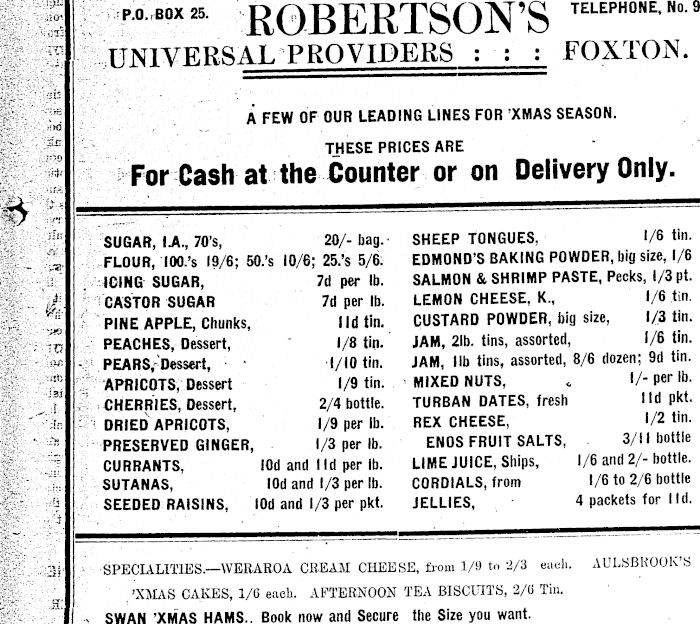 P.O. BOX 25.
ROBERTSON'S
TELEPHONE, No. 9
UNIVERSAL PROVIDERS : : : FOXTON.
A FEW OF OUR LEADING LINES FOR 'XMAS SEASON.
THESE PRICES ARE
For Cash at the Counter or on Delivery Only.
SUGAR, I.A., 70's, 20/- bag.
FLOUR, 100.'s 19/6; 50.'s 10/6; 25.'s 5/6.
ICING SUGAR, 7d per lb.
CASTOR SUGAR 7d per lb.
PINE APPLE, Chunks, 11d tin.
PEACHES, Dessert, 1/8 tin.
PEARS, Dessert, 1/10 tin.
APRICOTS, Dessert 1/9 tin.
CHERRIES, Dessert, 2/4 bottle.
DRIED APRICOTS, 1/9 per lb.
PRESERVED GINGER, 1/3 per lb.
CURRANTS, 10d and 11d per lb.
SUTANAS, 10d and 1/3 per lb.
SEEDED RAISINS, 10d and 1/3 per pkt.
SHEEP TONGUES, 1/6 tin.
EDMOND'S BAKING POWDER, big size, 1/6
SALMON & SHRIMP PASTE, Pecks, 1/3 pt.
LEMON CHEESE, K., 1/6 tin.
CUSTARD POWDER, big size, 1/3 tin.
JAM, 2lb. tins, assorted, 1/6 tin.
JAM, 1lb tins, assorted, 8/6 dozen; 9d tin.
MIXED NUTS, 1/- per lb.
TURBAN DATES, fresh 11d pkt.
REX CHEESE, 1/2 tin.
ENOS FRUIT SALTS, 3/11 bottle
LIME JUICE, Ships, 1/6 and 2/- bottle.
CORDIALS, from 1/6 to 2/6 bottle
JELLIES, 4 packets for 11d.
SPECIALITIES.—WERAROA CREAM CHEESE, from 1/9 to 2/3 each. AULSBROOK'S
'XMAS CAKES, 1/6 each. AFTERNOON TEA BISCUITS, 2/6 Tin.
SWAN 'XMAS HAMS.. Book now and Secure the Size you want.